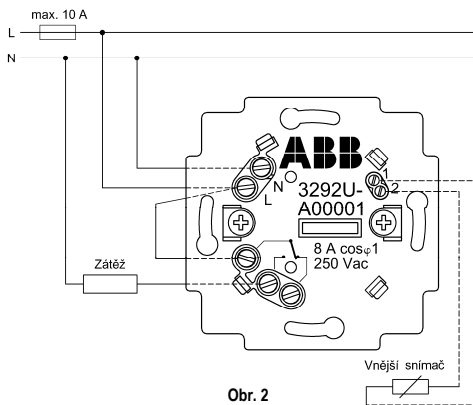 max. 10 A
L
N
ABB
1
2
N
L
3292U-
A00001
8 A cosφ1
250 Vac
Zátěž
Vnější snímač
Obr. 2